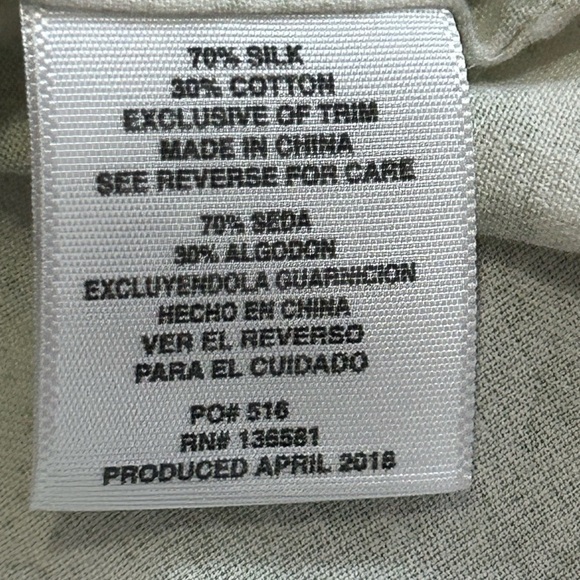 70% SILK
30% COTTON
EXCLUSIVE OF TRIM
MADE IN CHINA
SEE REVERSE FOR CARE
70% SEDA
30% ALGODON
EXCLUYENDOLA GUARNICION
HECHO EN CHINA
VER EL REVERSO
PARA EL CUIDADO
PO# 516
RN# 136581
PRODUCED APRIL 2018